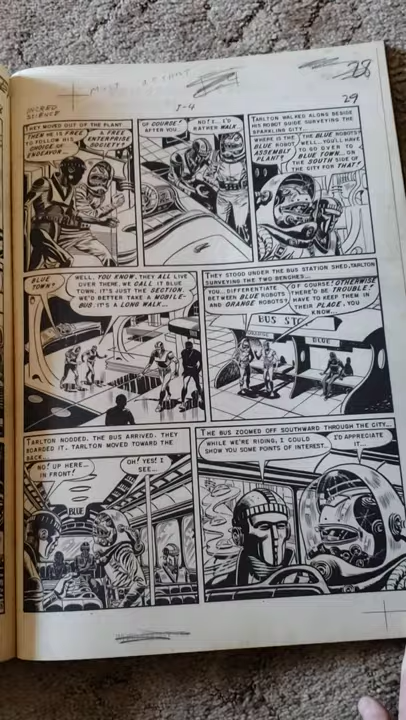 38
29
INCRED
SCIENCE
J-4
THEY MOVED OUT OF THE PLANT...
THEN HE IS FREE
TO FOLLOW HIS
CHOICE OF
ENDEAVOR...
A FREE
ENTERPRISE
SOCIETY?
OF COURSE!
AFTER YOU...
NO! I... I'D
RATHER WALK...
TARLTON WALKED ALONG BESIDE
HIS ROBOT GUIDE SURVEYING THE
SPARKLING CITY...
WHERE IS THE
BLUE ROBOT
ASSEMBLY
PLANT?
THE BLUE ROBOTS?
WELL... YOU'LL HAVE
TO GO OVER TO
BLUE TOWN... ON
THE SOUTH SIDE OF
THE CITY FOR THAT!
BLUE
TOWN?
WELL, YOU KNOW, THEY ALL LIVE
OVER THERE. WE CALL IT BLUE
TOWN. IT'S JUST THE SECTION.
WE'D BETTER TAKE A MOBILE-
BUS. IT'S A LONG WALK...
THEY STOOD UNDER THE BUS STATION SHED, TARLTON
SURVEYING THE TWO BENCHES...
YOU... DIFFERENTIATE
BETWEEN BLUE ROBOTS
AND ORANGE ROBOTS?
OF COURSE! OTHERWISE
THERE'D BE TROUBLE!
HAVE TO KEEP THEM IN
THEIR PLACE, YOU
KNOW...
BUS STO
ORANGE
BLUE
TARLTON NODDED. THE BUS ARRIVED. THEY
BOARDED IT. TARLTON MOVED TOWARD THE
BACK...
NO! UP HERE...
IN FRONT!
OH! YES! I
SEE...
BLUE
THE BUS ZOOMED OFF SOUTHWARD THROUGH THE CITY...
WHILE WE'RE RIDING, I COULD
SHOW YOU SOME POINTS OF INTEREST...
I'D APPRECIATE
IT...